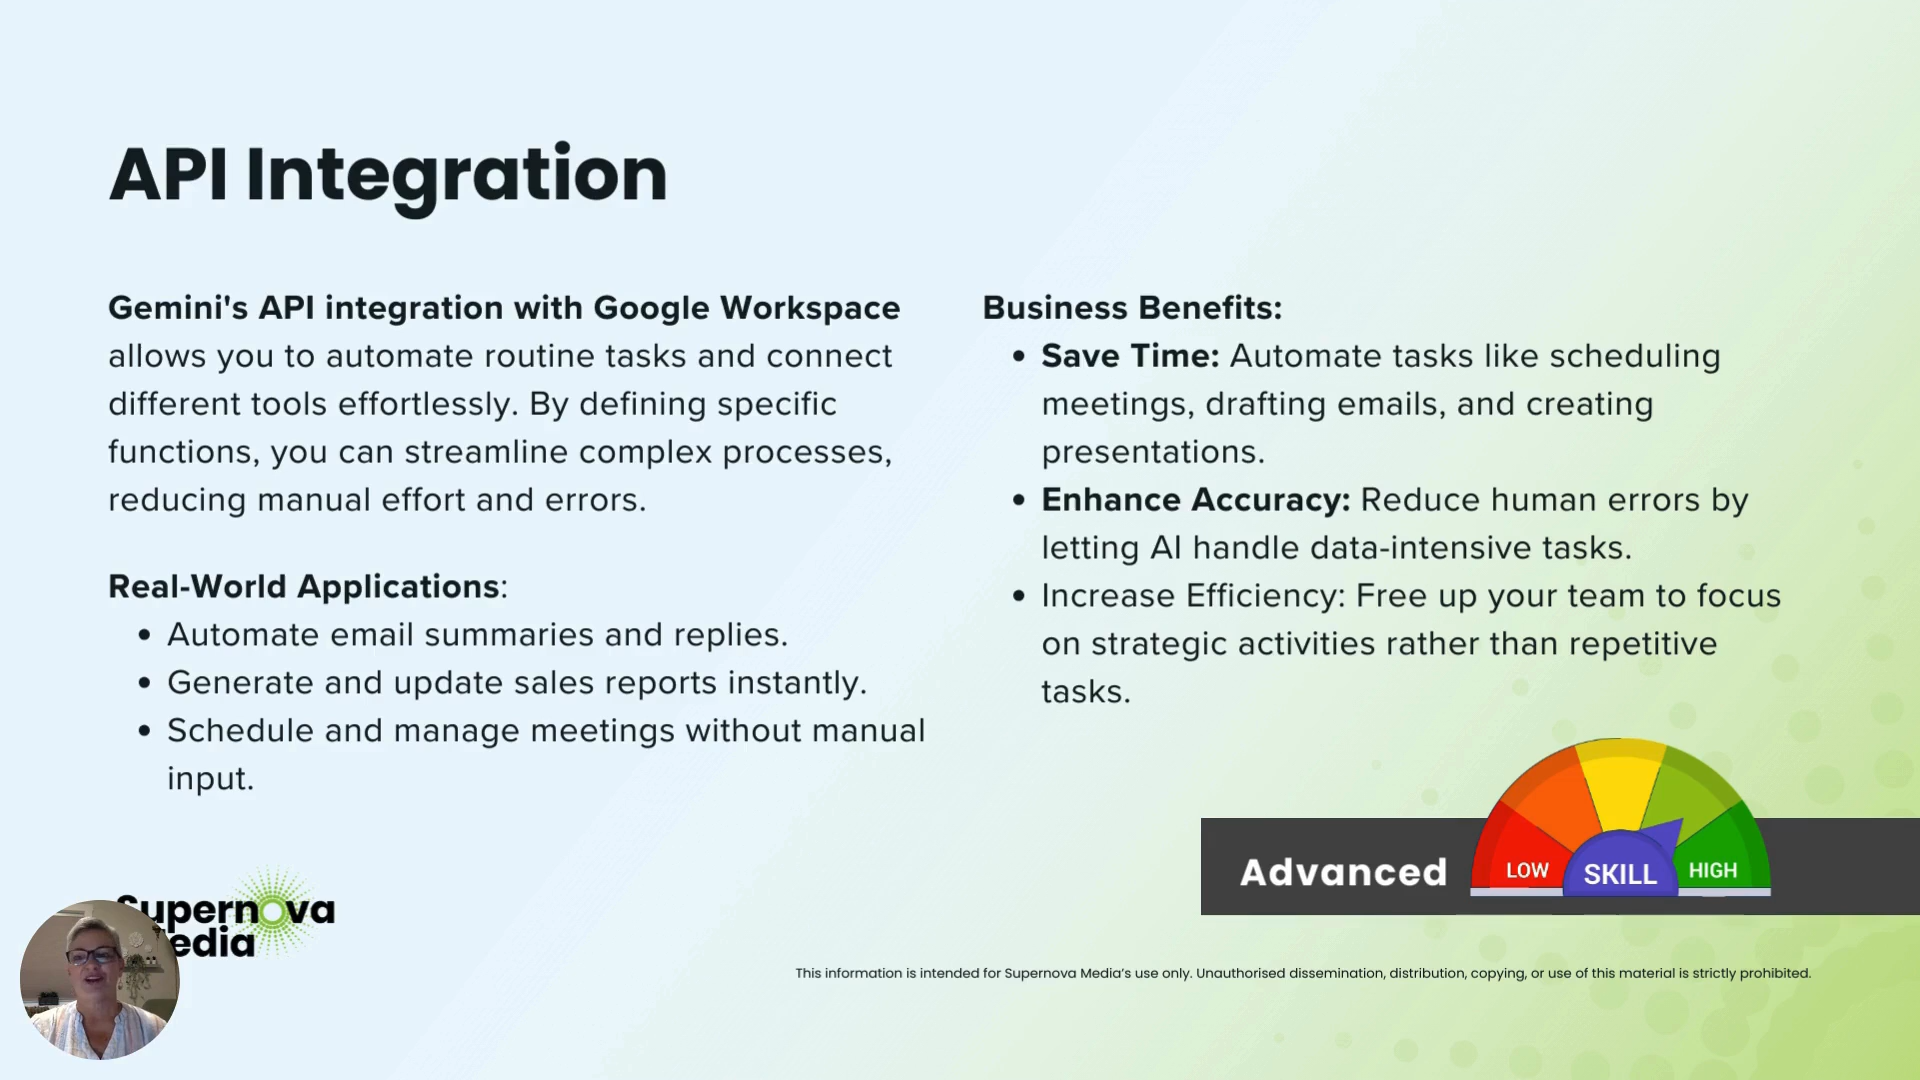 API Integration
Gemini's API integration with Google Workspace
allows you to automate routine tasks and connect
different tools effortlessly. By defining specific
functions, you can streamline complex processes,
reducing manual effort and errors.
Real-World Applications:
• Automate email summaries and replies.
• Generate and update sales reports instantly.
• Schedule and manage meetings without manual
input.
Business Benefits:
• Save Time: Automate tasks like scheduling
meetings, drafting emails, and creating
presentations.
• Enhance Accuracy: Reduce human errors by
letting AI handle data-intensive tasks.
• Increase Efficiency: Free up your team to focus
on strategic activities rather than repetitive
tasks.
Advanced
LOW SKILL HIGH
Supernova
edia
This information is intended for Supernova Media’s use only. Unauthorised dissemination, distribution, copying, or use of this material is strictly prohibited.